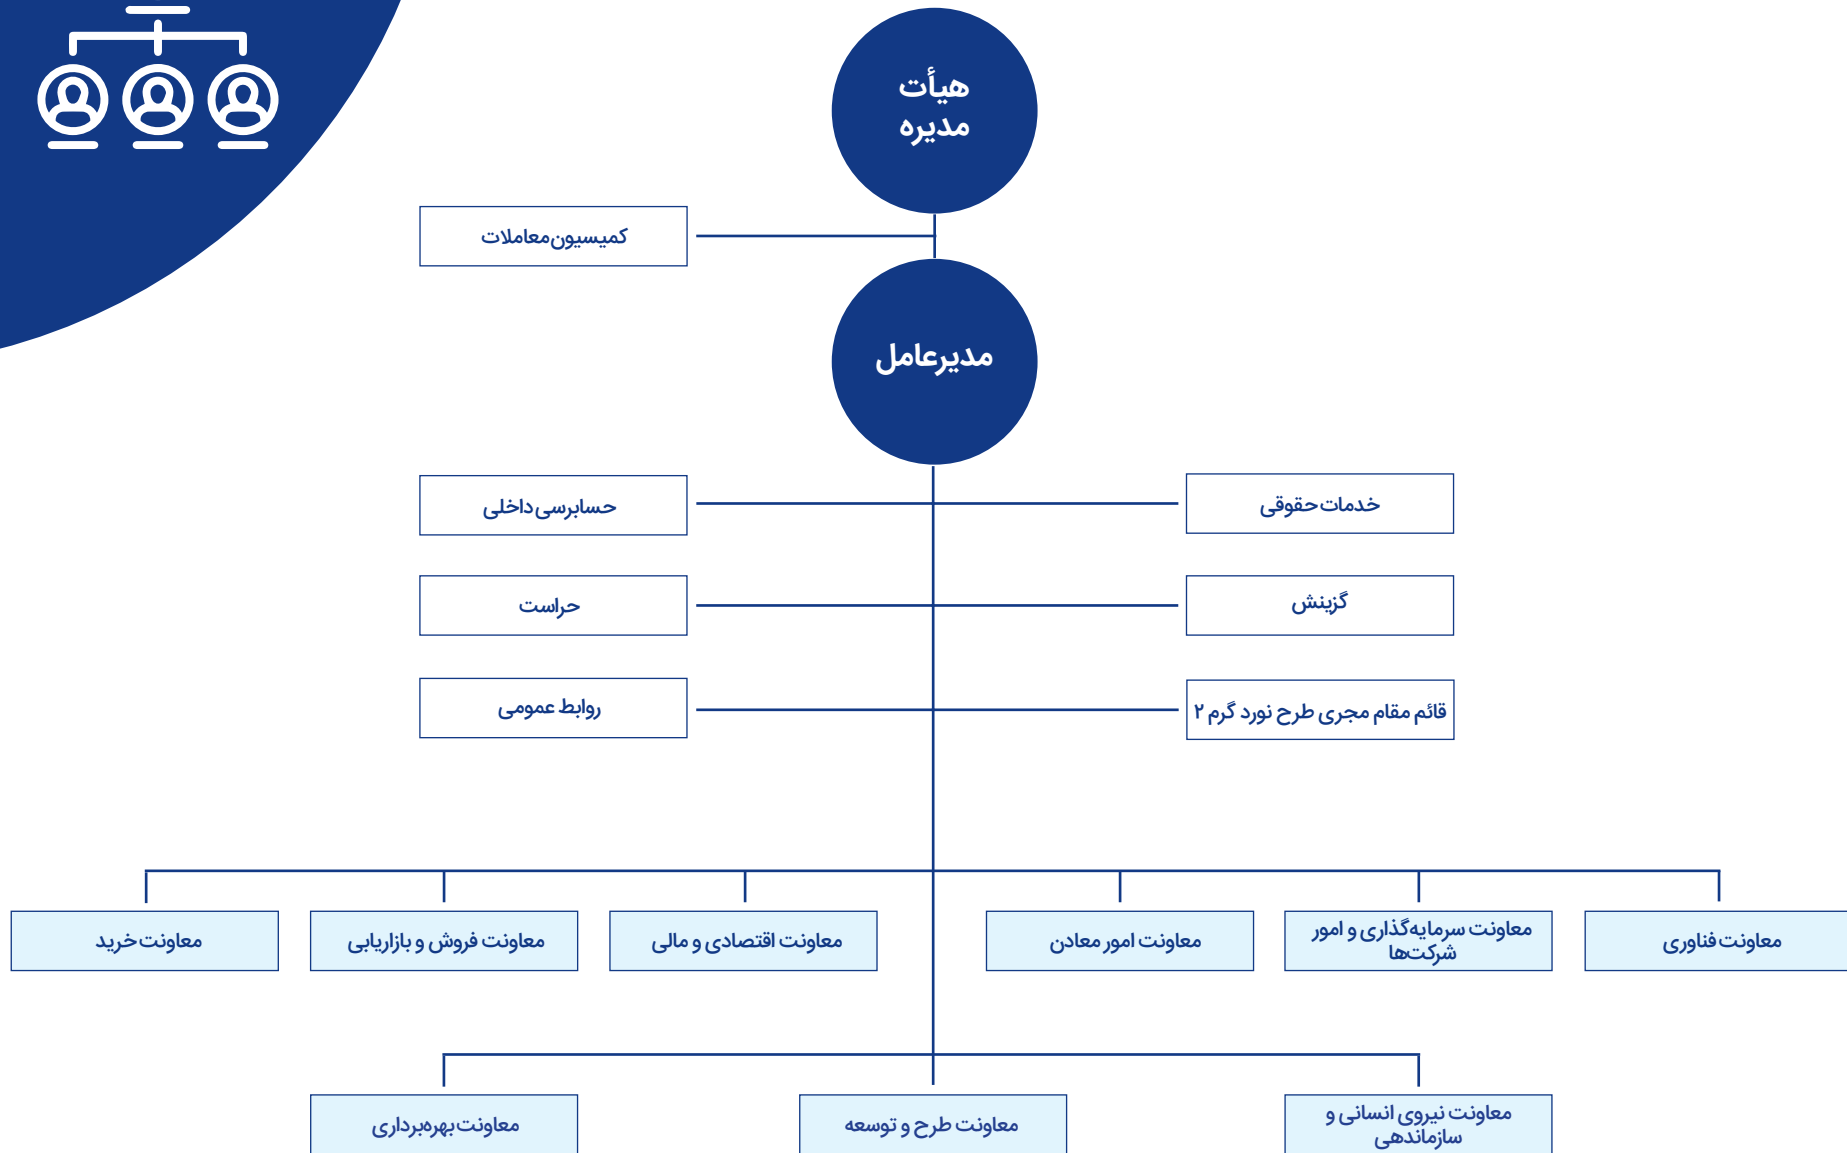 هیأت
مدیره
کمیسیون معاملات
مدیرعامل
خدمات حقوقی
حسابرسی داخلی
گزینش
حراست
قائم مقام مجری طرح نورد گرم ۲
روابط عمومی
معاونت فناوری
معاونت سرمایه‌گذاری و امور
شرکت‌ها
معاونت امور معادن
معاونت اقتصادی و مالی
معاونت فروش و بازاریابی
معاونت خرید
معاونت نیروی انسانی و
سازماندهی
معاونت طرح و توسعه
معاونت بهره‌برداری